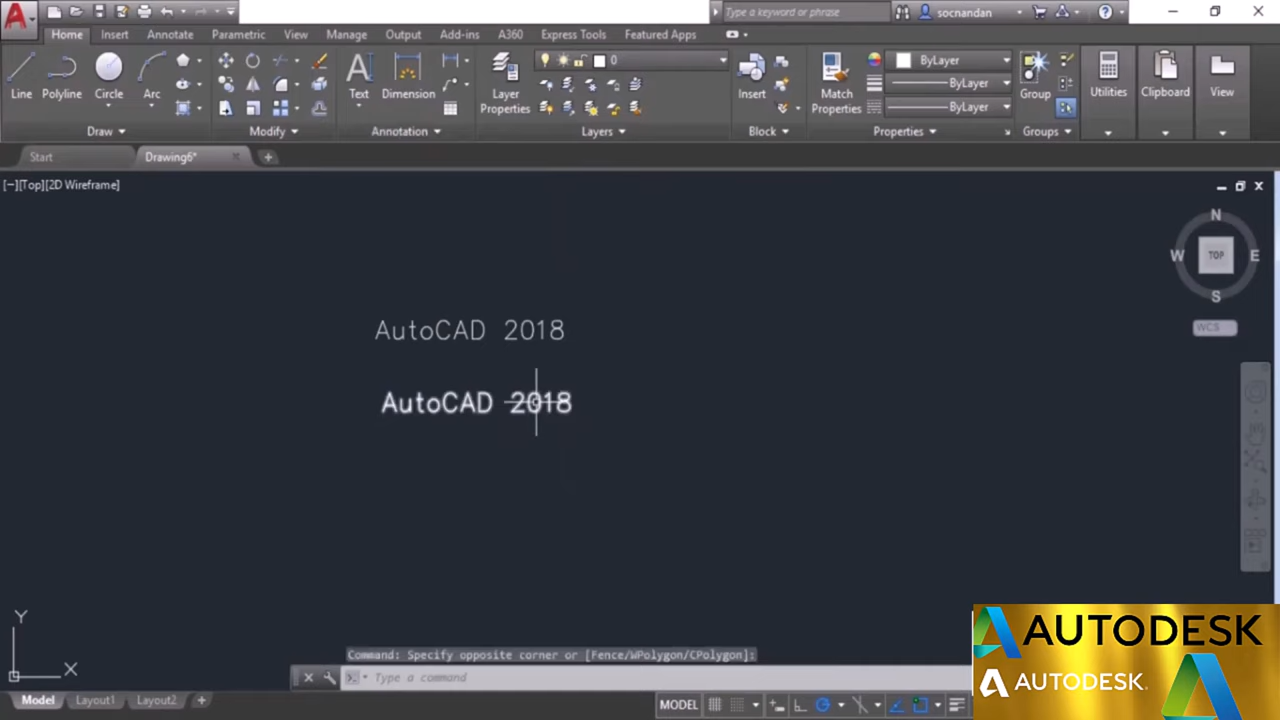 Type a keyword or phrase
socnandan
Home Insert Annotate Parametric View Manage Output Add-ins A360 Express Tools Featured Apps
0
ByLayer
ByLayer
ByLayer
Line Polyline Circle Arc
Text Dimension
Layer Properties
Insert
Match Properties
Group
Utilities
Clipboard
View
Draw Modify Annotation Layers Block Properties Groups
Start Drawing6*
[−][Top][2D Wireframe]
N
W TOP E
S
WCS
AutoCAD 2018
AutoCAD 2018
Y
X
Command: Specify opposite corner or [Fence/WPolygon/CPolygon]:
Type a command
Model Layout1 Layout2
MODEL
AUTODESK
AUTODESK.